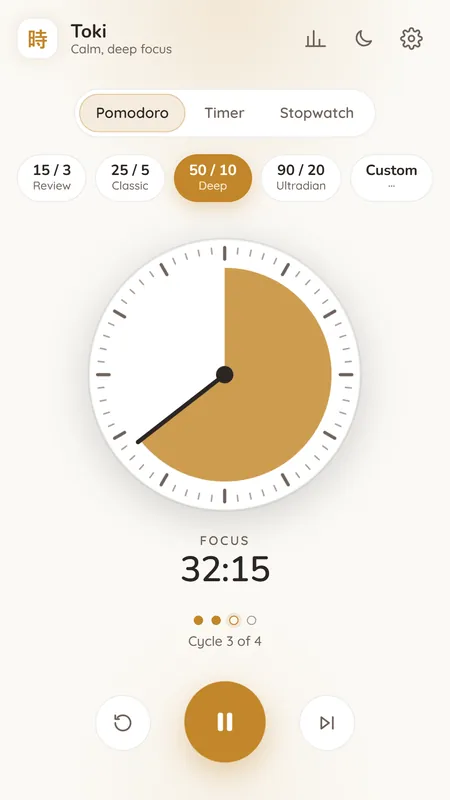 時
Toki
Calm, deep focus
Pomodoro
Timer
Stopwatch
15 / 3
Review
25 / 5
Classic
50 / 10
Deep
90 / 20
Ultradian
Custom
...
FOCUS
32:15
Cycle 3 of 4